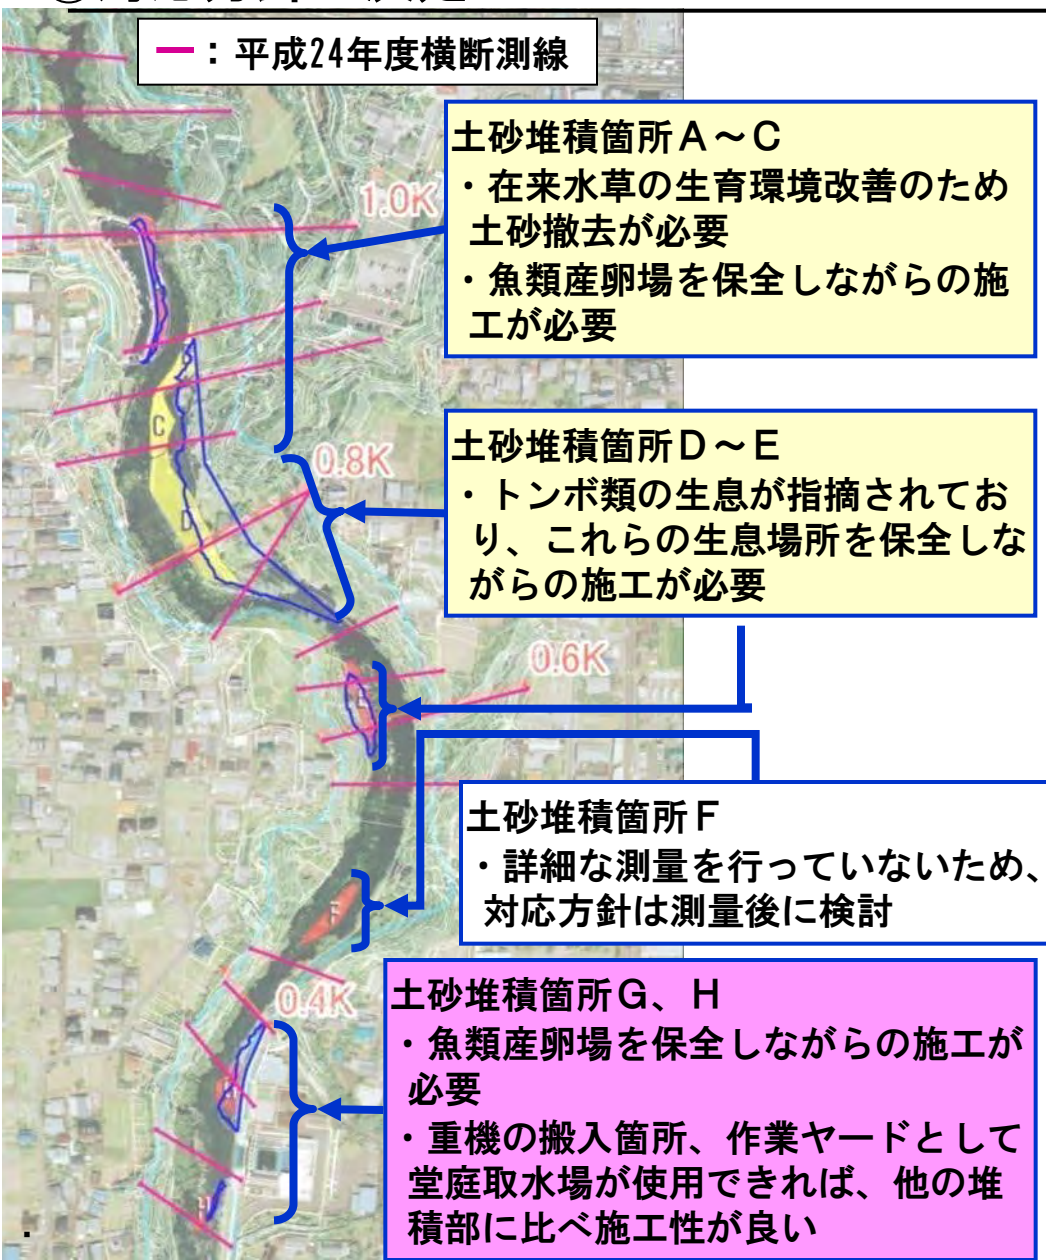 ━：平成24年度横断測線
土砂堆積箇所Ａ～Ｃ
・在来水草の生育環境改善のため
土砂撤去が必要
・魚類産卵場を保全しながらの施
工が必要
1.0K
土砂堆積箇所Ｄ～Ｅ
・トンボ類の生息が指摘されてお
り、これらの生息場所を保全しな
がらの施工が必要
C
0.8K
D
0.6K
E
土砂堆積箇所Ｆ
・詳細な測量を行っていないため、
対応方針は測量後に検討
F
0.4K
土砂堆積箇所Ｇ、Ｈ
・魚類産卵場を保全しながらの施工が
必要
・重機の搬入箇所、作業ヤードとして
堂庭取水場が使用できれば、他の堆
積部に比べ施工性が良い
H